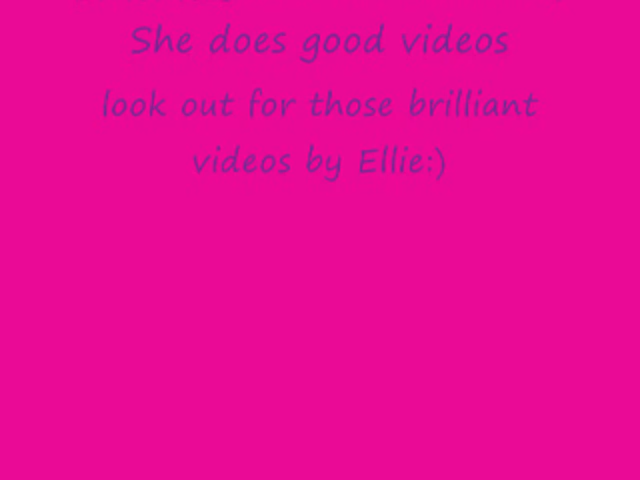 She does good videos
look out for those brilliant
videos by Ellie:)